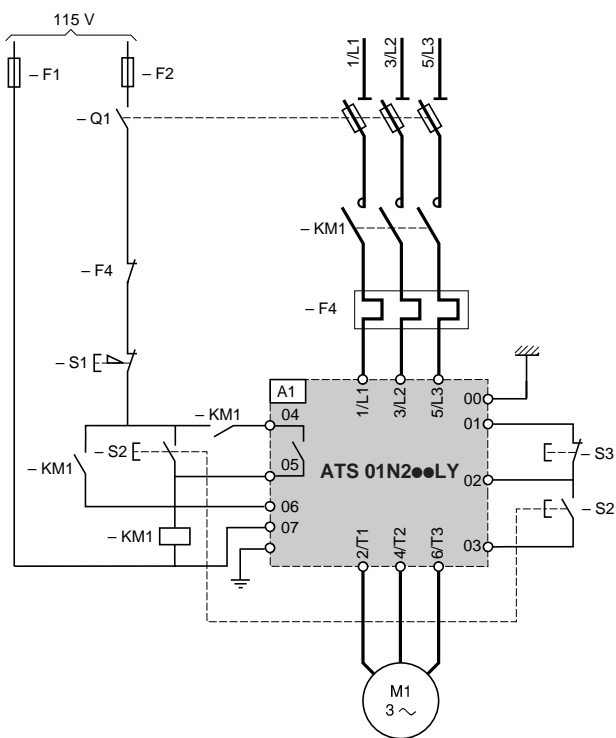 115 V
– F1
– F2
1/L1
3/L2
5/L3
– Q1
– KM1
– F4
– F4
– S1
A1
1/L1
3/L2
5/L3
00
– KM1
04
01
– KM1
– S2
05
ATS 01N2●●LY
02
– S3
06
– S2
07
– KM1
2/T1
4/T2
6/T3
03
M1
3 ~